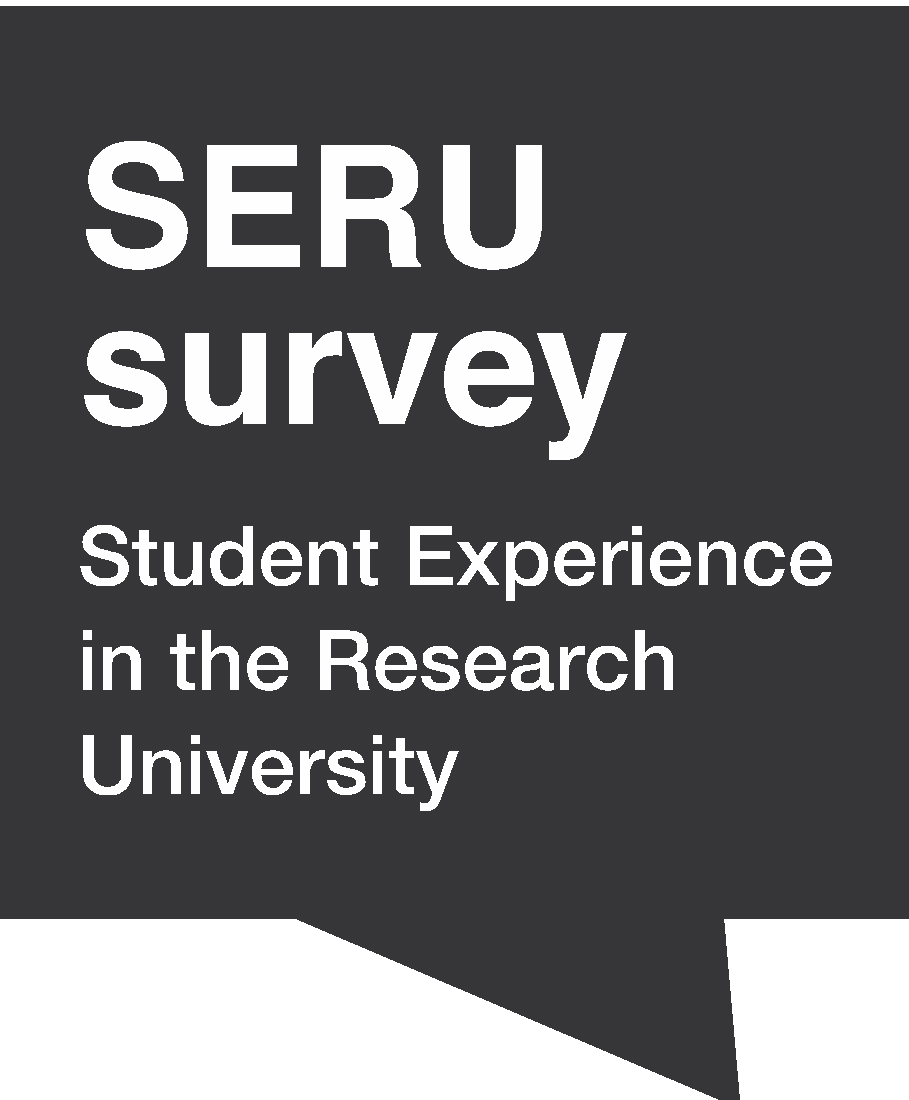 SERU
survey
Student Experience
in the Research
University